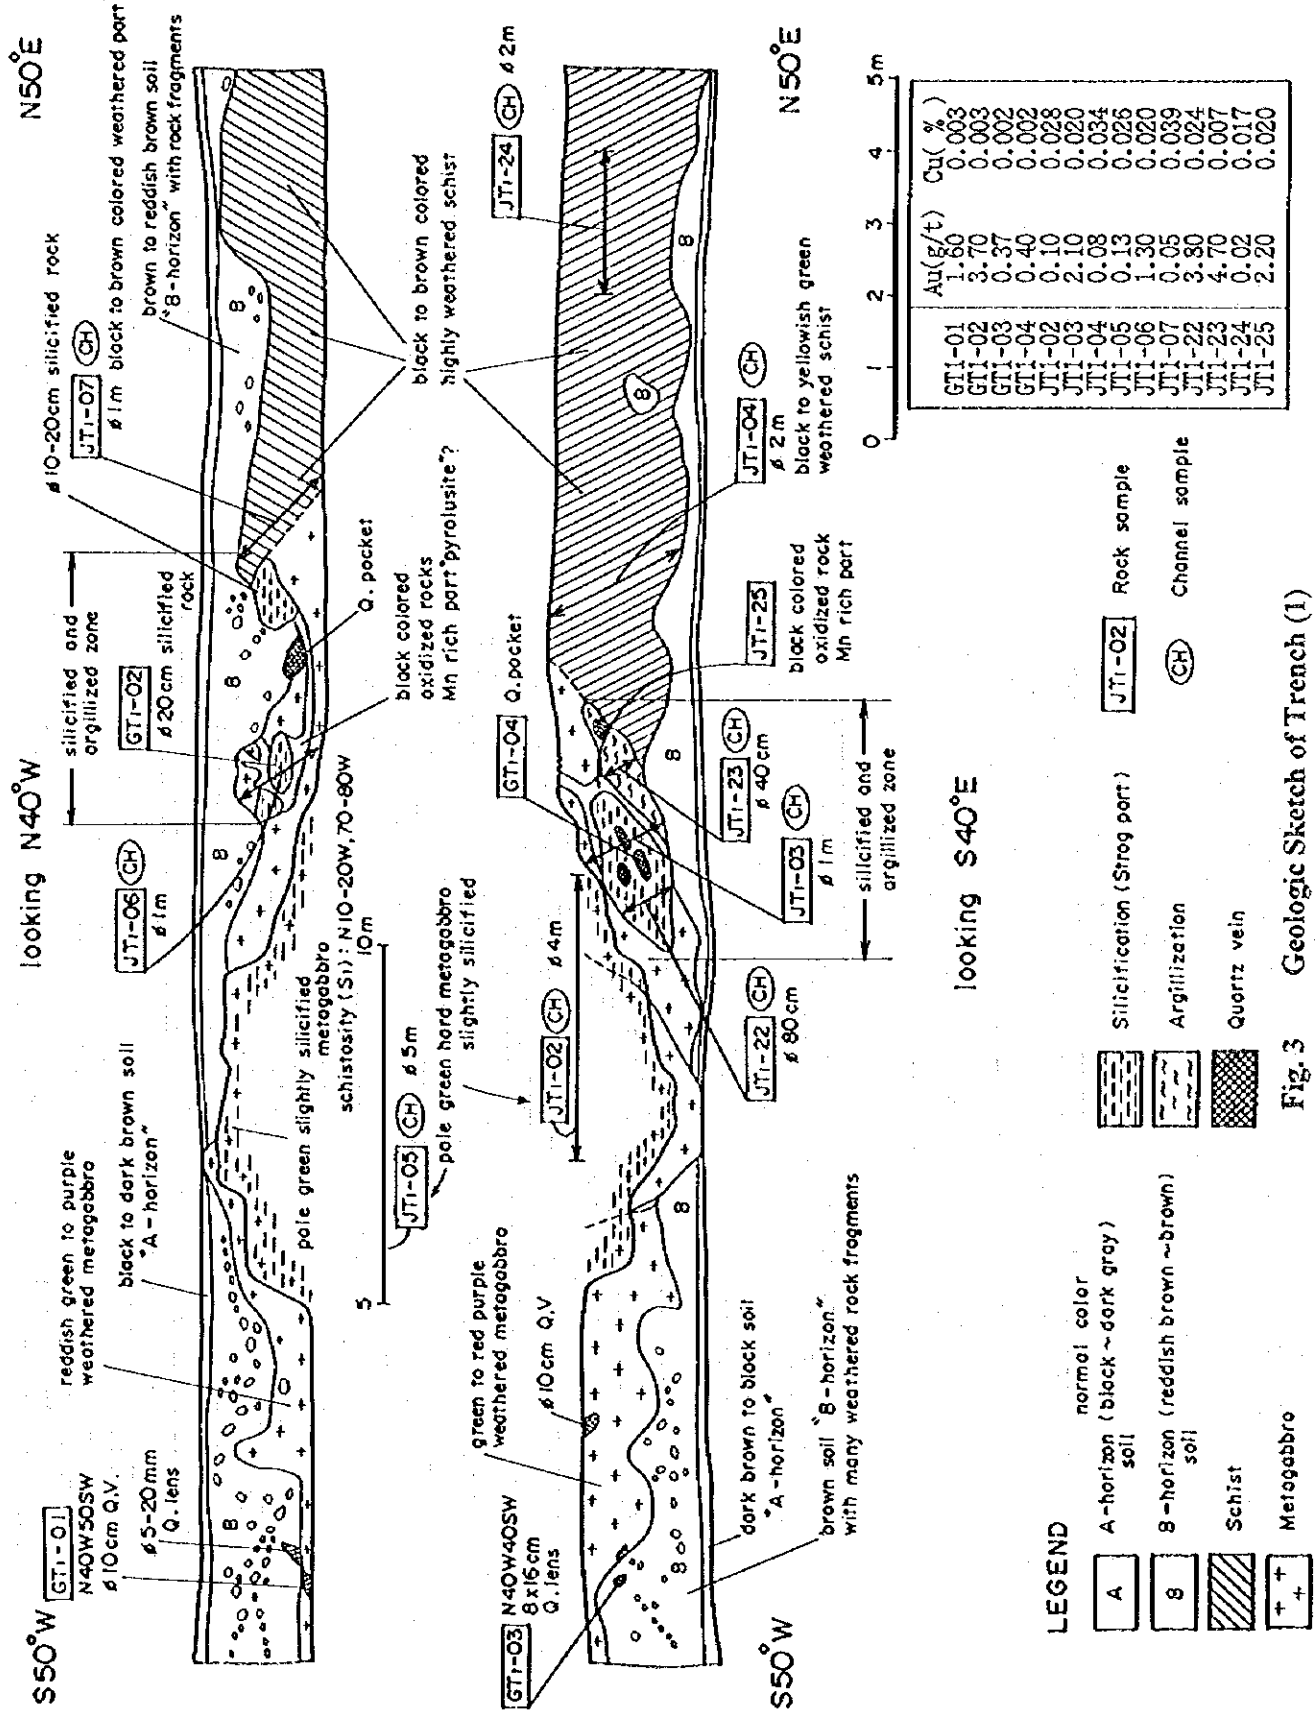 S50°W
looking N40°W
N50°E
GT1-01
N40W50SW
ø10cm Q.V.
ø5-20mm
Q. lens
reddish green to purple
weathered metagabbro
black to dark brown soil
"A-horizon"
pale green slightly silicified
metagabbro
schistosity (S1): N10-20W, 70-80W
JT1-06 CH
ø1m
silicified and
argillized zone
GT1-02
ø20cm silicified
rock
ø10-20cm silicified rock
JT1-07 CH
ø1m black to brown colored weathered part
brown to reddish brown soil
"B-horizon" with rock fragments
Q. pocket
black colored
oxidized rocks
Mn rich part "pyrolusite"?
black to brown colored
highly weathered schist
B
B
B
B
5
10m
JT1-05 CH ø5m
pale green hard metagabbro
slightly silicified
GT1-03 N40W40SW
8x16cm
Q. lens
green to red purple
weathered metagabbro
ø10cm Q.V
JT1-02 CH ø4m
GT1-04 Q. pocket
JT1-24 CH ø2m
B
B
B
B
B
dark brown to black soil
"A-horizon"
brown soil "B-horizon"
with many weathered rock fragments
JT1-22 CH
ø80cm
JT1-03 CH
ø1m
JT1-23 CH
ø40cm
silicified and
argillized zone
JT1-25
black colored
oxidized rock
Mn rich part
JT1-04 CH
ø2m
black to yellowish green
weathered schist
S50°W
looking S40°E
N50°E
0 1 2 3 4 5m
Au(g/t) Cu(%)
GT1-01 1.60 0.003
GT1-02 3.70 0.003
GT1-03 0.37 0.002
GT1-04 0.40 0.002
JT1-02 0.10 0.028
JT1-03 2.10 0.020
JT1-04 0.08 0.034
JT1-05 0.13 0.026
JT1-06 1.30 0.020
JT1-07 0.05 0.039
JT1-22 3.80 0.024
JT1-23 4.70 0.007
JT1-24 0.02 0.017
JT1-25 2.20 0.020
LEGEND
normal color
A A-horizon (black~dark gray)
soil
B B-horizon (reddish brown~brown)
soil
Schist
Metagabbro
Silicification (Strog part)
Argilization
Quartz vein
JT1-02 Rock sample
CH Channel sample
Fig. 3 Geologic Sketch of Trench (1)